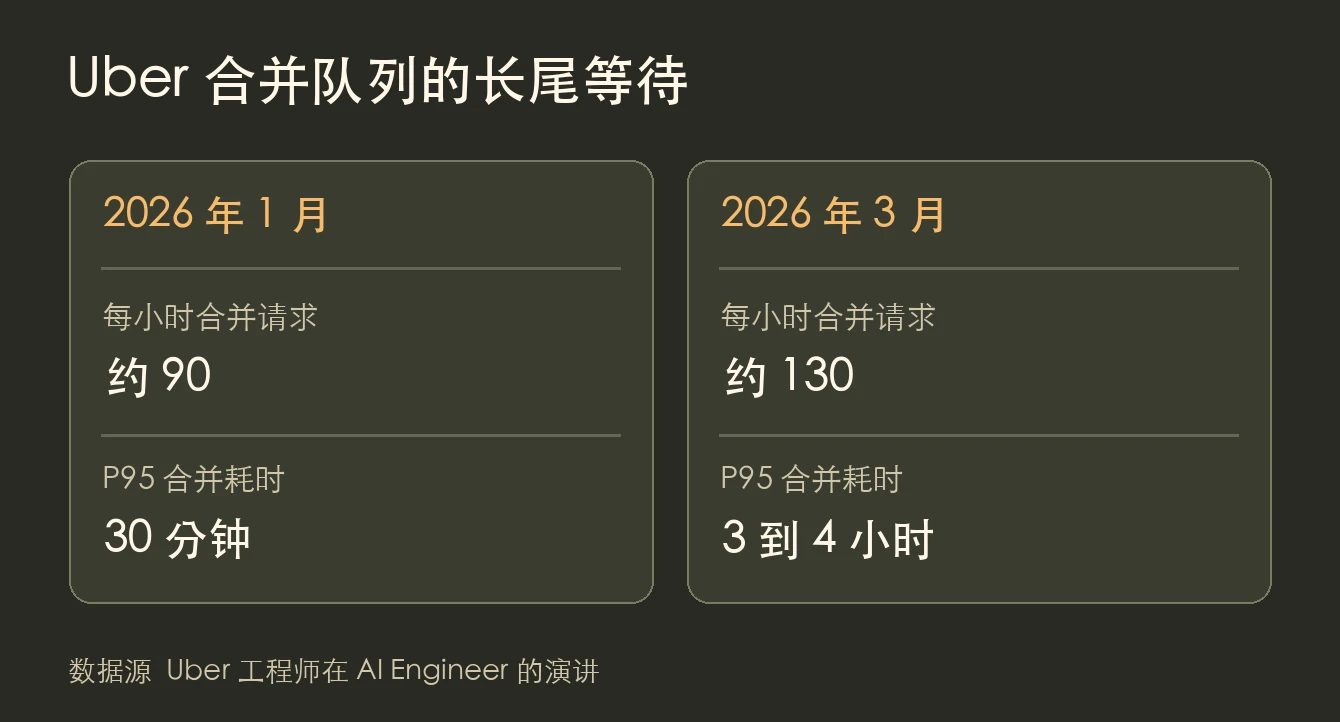 Uber 合并队列的长尾等待
2026 年 1 月
每小时合并请求
约 90
P95 合并耗时
30 分钟
2026 年 3 月
每小时合并请求
约 130
P95 合并耗时
3 到 4 小时
数据源 Uber 工程师在 AI Engineer 的演讲